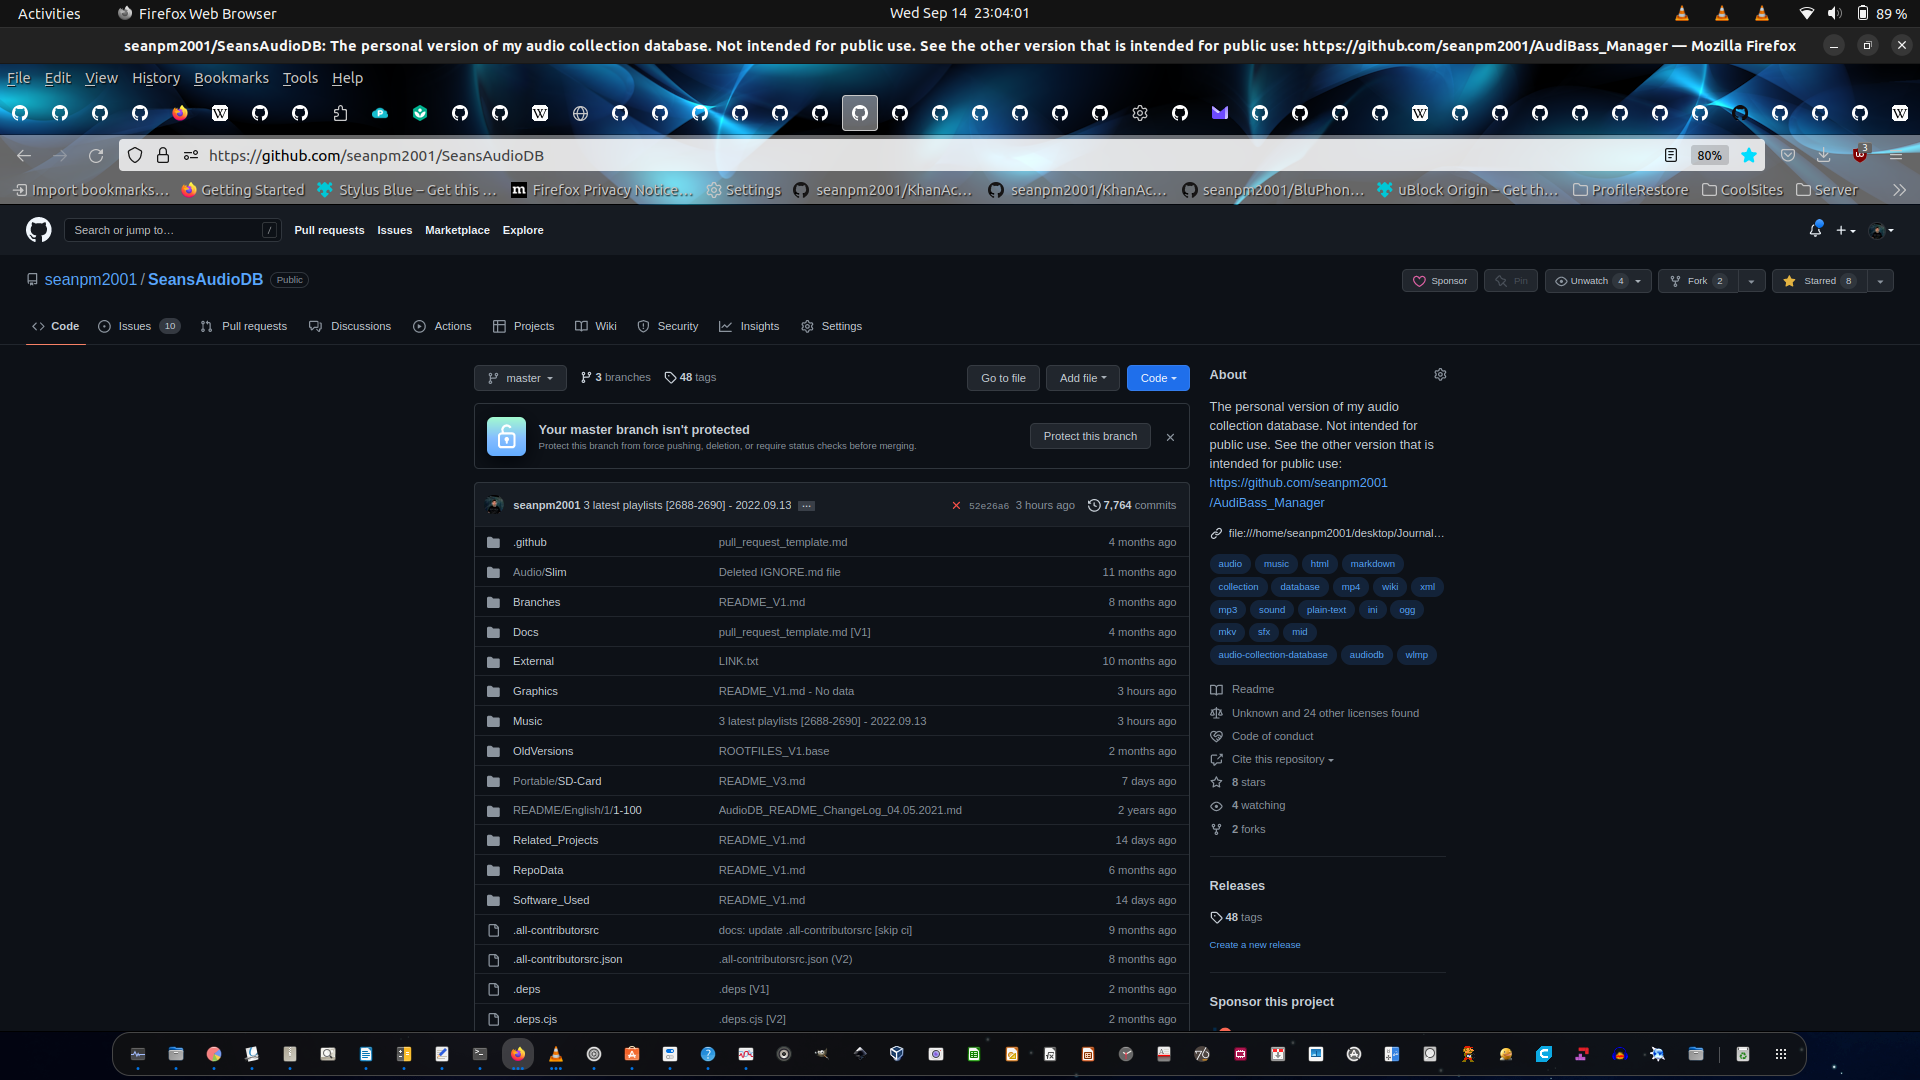 Activities Firefox Web Browser Wed Sep 14 23:04:01 89 %
seanpm2001/SeansAudioDB: The personal version of my audio collection database. Not intended for public use. See the other version that is intended for public use: https://github.com/seanpm2001/AudiBass_Manager — Mozilla Firefox
File Edit View History Bookmarks Tools Help
https://github.com/seanpm2001/SeansAudioDB 80% 3
Import bookmarks… Getting Started Stylus Blue – Get this … Firefox Privacy Notice… Settings seanpm2001/KhanAc… seanpm2001/KhanAc… seanpm2001/BluPhon… uBlock Origin – Get th… ProfileRestore CoolSites Server
Search or jump to… / Pull requests Issues Marketplace Explore
seanpm2001 / SeansAudioDB Public Sponsor Pin Unwatch 4 Fork 2 Starred 8
Code Issues 10 Pull requests Discussions Actions Projects Wiki Security Insights Settings
master 3 branches 48 tags Go to file Add file Code
Your master branch isn't protected
Protect this branch from force pushing, deletion, or require status checks before merging.
Protect this branch
seanpm2001 3 latest playlists [2688-2690] - 2022.09.13 … 52e26a6 3 hours ago 7,764 commits
.github pull_request_template.md 4 months ago
Audio/Slim Deleted IGNORE.md file 11 months ago
Branches README_V1.md 8 months ago
Docs pull_request_template.md [V1] 4 months ago
External LINK.txt 10 months ago
Graphics README_V1.md - No data 3 hours ago
Music 3 latest playlists [2688-2690] - 2022.09.13 3 hours ago
OldVersions ROOTFILES_V1.base 2 months ago
Portable/SD-Card README_V3.md 7 days ago
README/English/1/1-100 AudioDB_README_ChangeLog_04.05.2021.md 2 years ago
Related_Projects README_V1.md 14 days ago
RepoData README_V1.md 6 months ago
Software_Used README_V1.md 14 days ago
.all-contributorsrc docs: update .all-contributorsrc [skip ci] 9 months ago
.all-contributorsrc.json .all-contributorsrc.json (V2) 8 months ago
.deps .deps [V1] 2 months ago
.deps.cjs .deps.cjs [V2] 2 months ago
About
The personal version of my audio
collection database. Not intended for
public use. See the other version that is
intended for public use:
https://github.com/seanpm2001
/AudiBass_Manager
file:///home/seanpm2001/desktop/Journal…
audio music html markdown
collection database mp4 wiki xml
mp3 sound plain-text ini ogg
mkv sfx mid
audio-collection-database audiodb wlmp
Readme
Unknown and 24 other licenses found
Code of conduct
Cite this repository
8 stars
4 watching
2 forks
Releases
48 tags
Create a new release
Sponsor this project